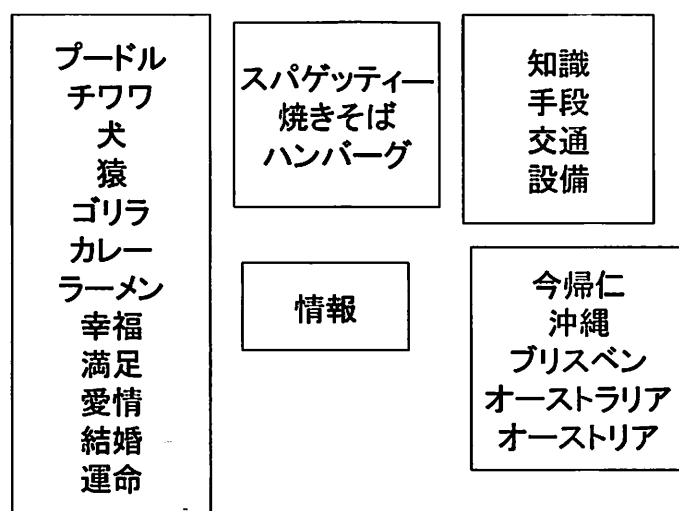 プードル
チワワ
犬
猿
ゴリラ
カレー
ラーメン
幸福
満足
愛情
結婚
運命
スパゲッティー
焼きそば
ハンバーグ
情報
知識
手段
交通
設備
今帰仁
沖縄
ブリスベン
オーストラリア
オーストリア